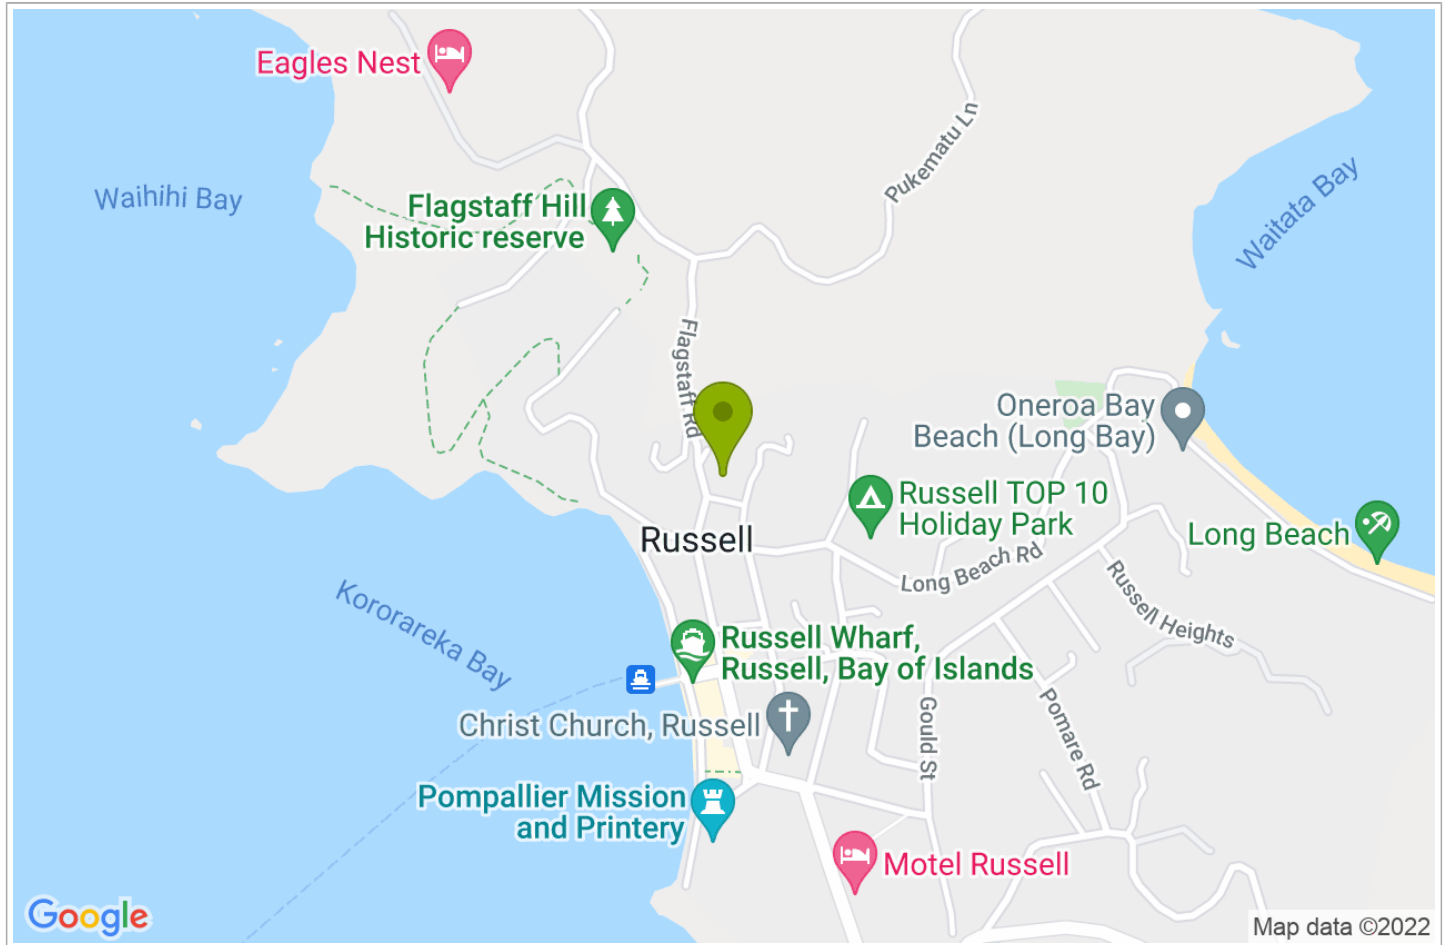 Eagles Nest
Pukematu Ln
Waihihi Bay
Waitata Bay
Flagstaff Hill
Historic reserve
Flagstaff Rd
Oneroa Bay
Beach (Long Bay)
Russell TOP 10
Holiday Park
Long Beach
Russell
Long Beach Rd
Russell Heights
Kororareka Bay
Russell Wharf,
Russell, Bay of Islands
Christ Church, Russell
Gould St
Pomare Rd
Pompallier Mission
and Printery
Motel Russell
Google
Map data ©2022